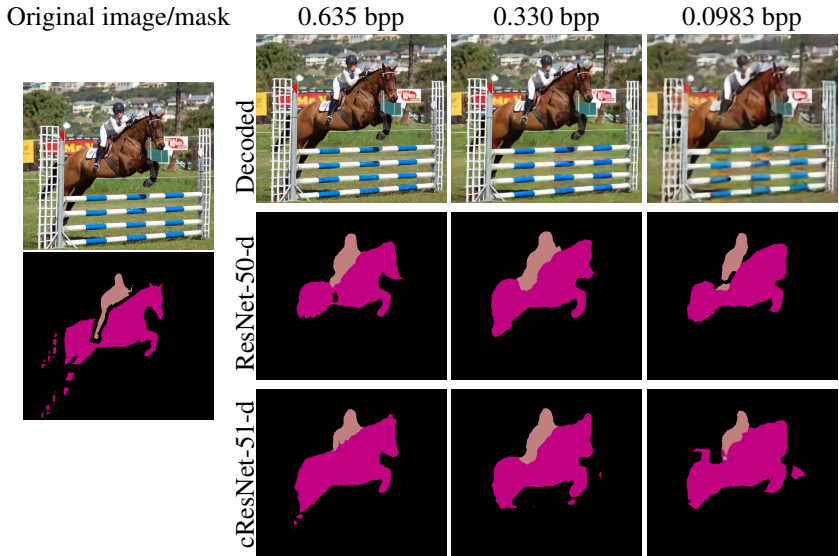 Original image/mask
0.635 bpp
0.330 bpp
0.0983 bpp
Decoded
ResNet-50-d
cResNet-51-d